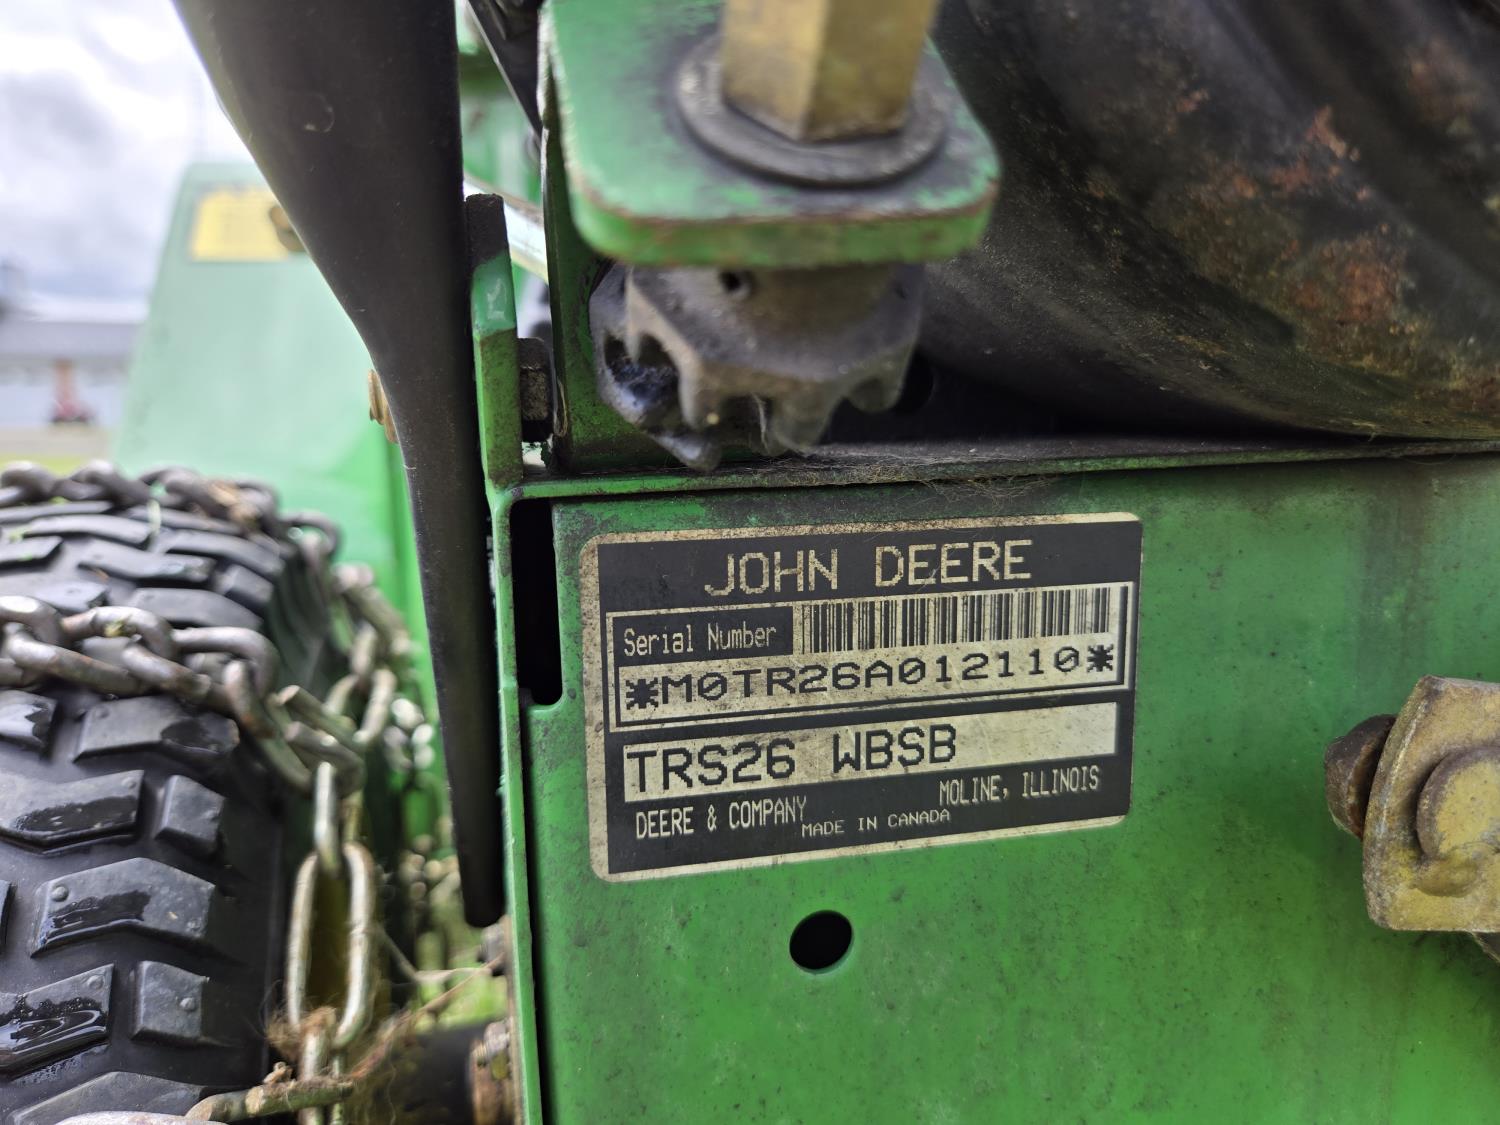 JOHN DEERE
Serial Number
*M0TR26A012110*
TRS26 WBSB
DEERE & COMPANY MOLINE, ILLINOIS
MADE IN CANADA